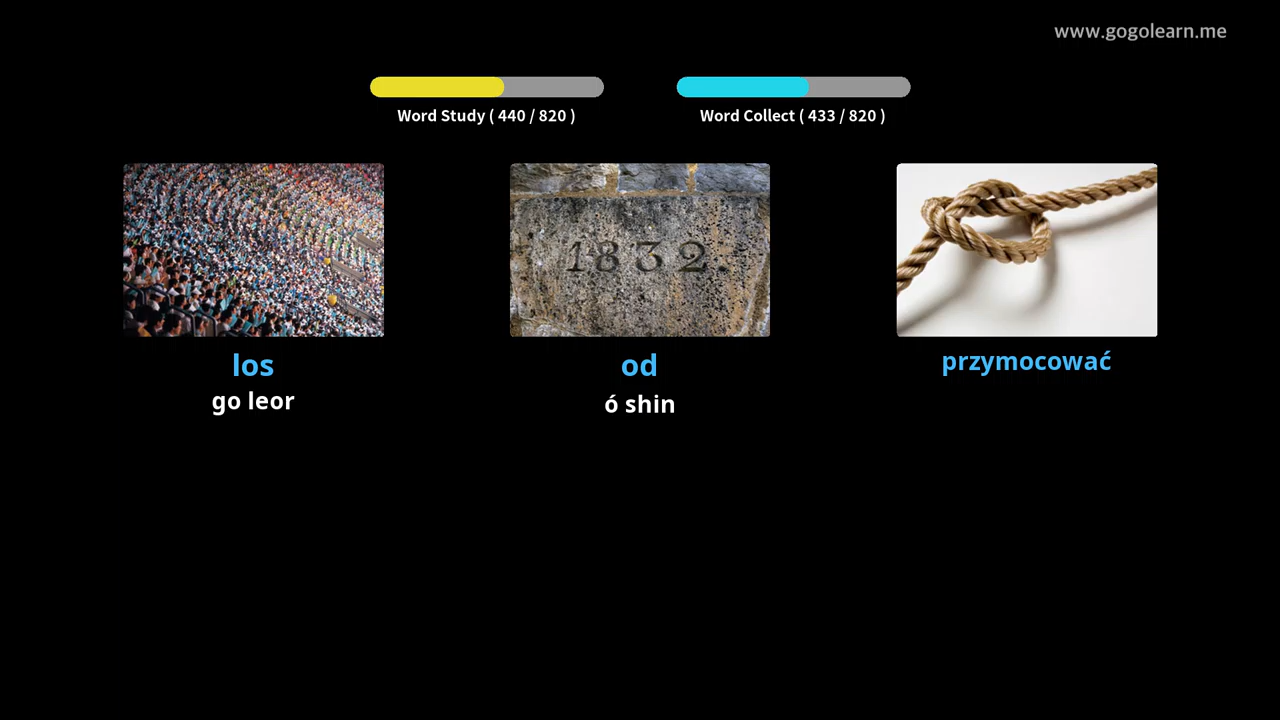 www.gogolearn.me
Word Study ( 440 / 820 )
Word Collect ( 433 / 820 )
1832
los
go leor
od
ó shin
przymocować